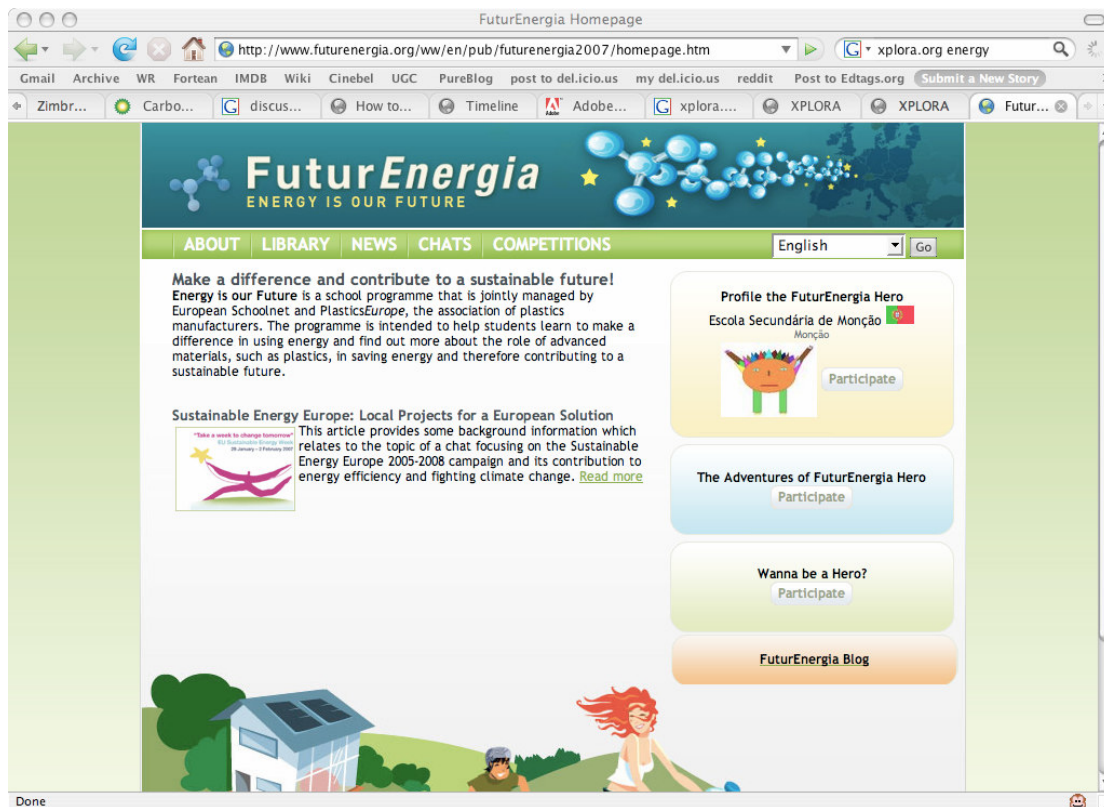 FuturEnergia Homepage
http://www.futurenergia.org/ww/en/pub/futurenergia2007/homepage.htm
G xplora.org energy
Gmail Archive WR Fortean IMDB Wiki Cinebel UGC PureBlog post to del.icio.us my del.icio.us reddit Post to Edtags.org Submit a New Story
Zimbr... Carbo... G discus... How to... Timeline Adobe... G xplora.... XPLORA XPLORA Futur...
FuturEnergia
ENERGY IS OUR FUTURE
ABOUT LIBRARY NEWS CHATS COMPETITIONS English Go
Make a difference and contribute to a sustainable future!
Energy is our Future is a school programme that is jointly managed by
European Schoolnet and PlasticsEurope, the association of plastics
manufacturers. The programme is intended to help students learn to make a
difference in using energy and find out more about the role of advanced
materials, such as plastics, in saving energy and therefore contributing to a
sustainable future.
Sustainable Energy Europe: Local Projects for a European Solution
"Take a week to change tomorrow"
EU Sustainable Energy Week
29 January - 2 February 2007
This article provides some background information which
relates to the topic of a chat focusing on the Sustainable
Energy Europe 2005-2008 campaign and its contribution to
energy efficiency and fighting climate change. Read more
Profile the FuturEnergia Hero
Escola Secundária de Monção
Monção
Participate
The Adventures of FuturEnergia Hero
Participate
Wanna be a Hero?
Participate
FuturEnergia Blog
Done